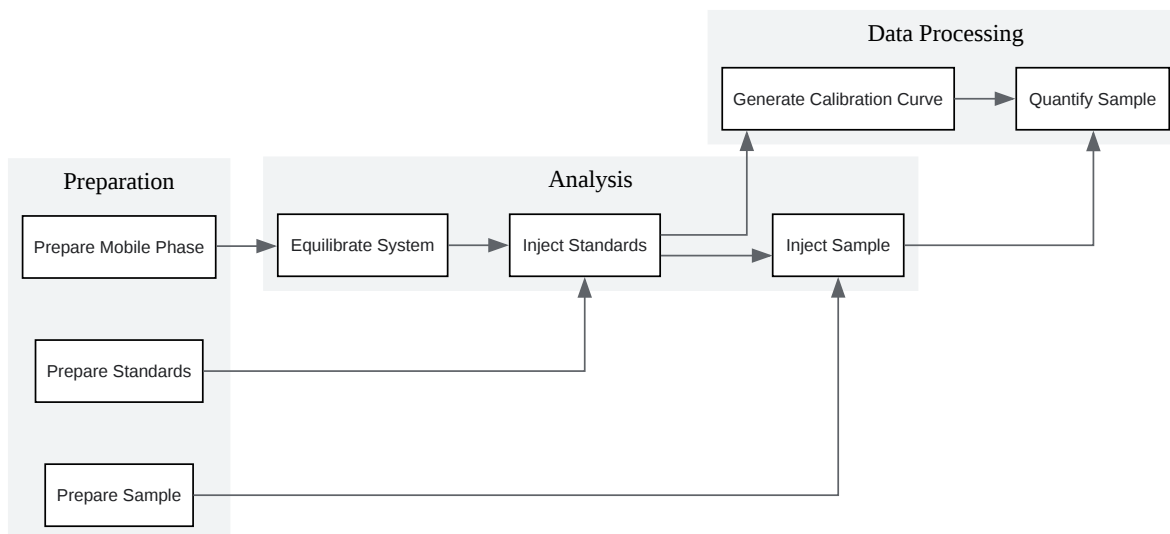 Data Processing
Generate Calibration Curve
Quantify Sample
Preparation
Analysis
Prepare Mobile Phase
Equilibrate System
Inject Standards
Inject Sample
Prepare Standards
Prepare Sample